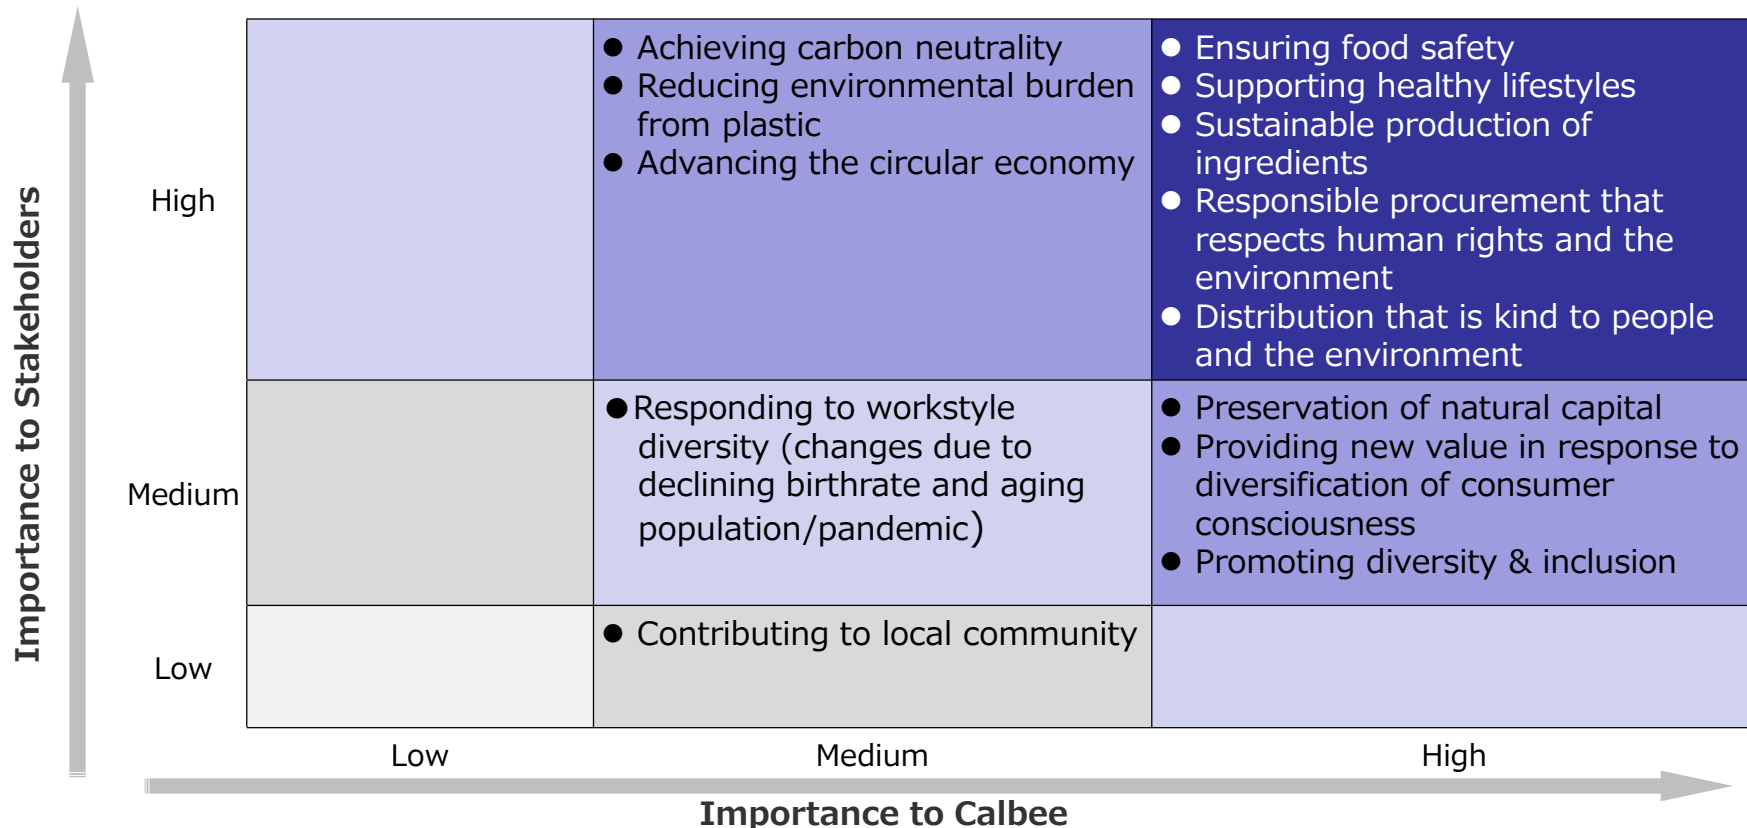 Importance to Stakeholders
High
● Achieving carbon neutrality
● Reducing environmental burden
from plastic
● Advancing the circular economy
● Ensuring food safety
● Supporting healthy lifestyles
● Sustainable production of
ingredients
● Responsible procurement that
respects human rights and the
environment
● Distribution that is kind to people
and the environment
Medium
●Responding to workstyle
diversity (changes due to
declining birthrate and aging
population/pandemic)
● Preservation of natural capital
● Providing new value in response to
diversification of consumer
consciousness
● Promoting diversity & inclusion
Low
● Contributing to local community
Low
Medium
High
Importance to Calbee